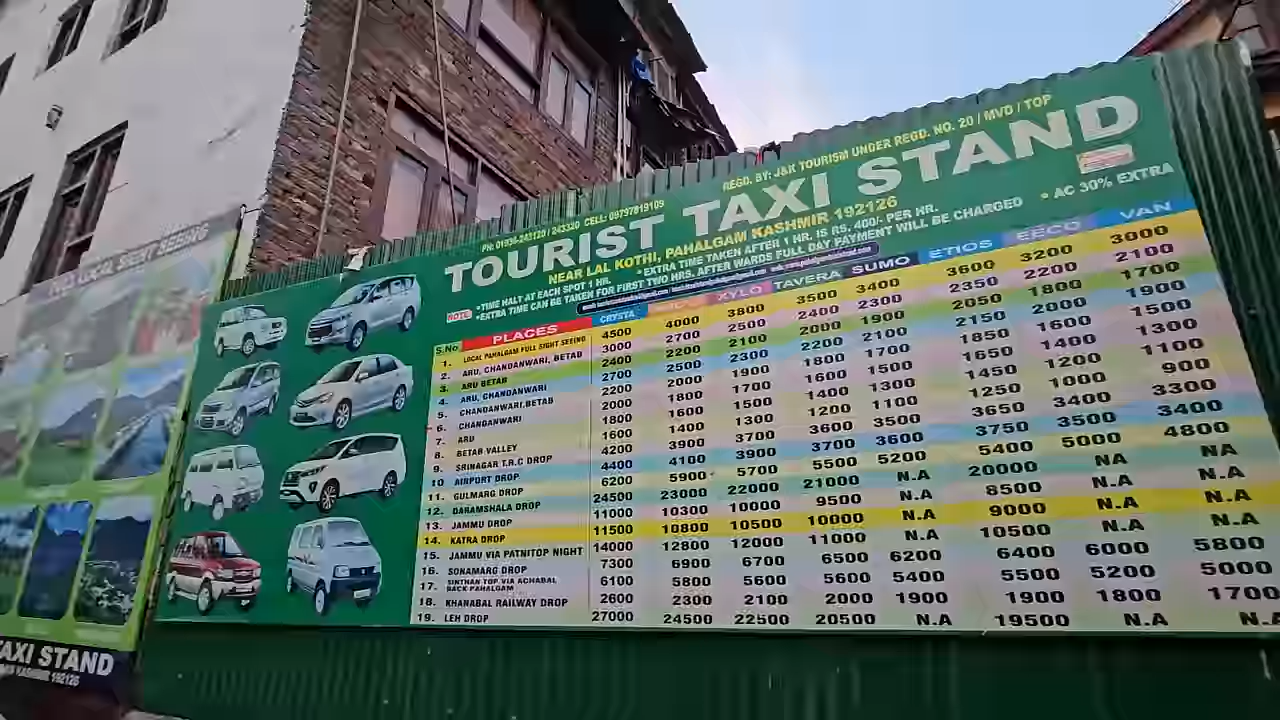 FULL LOCAL SIGHT SEEING
TAXI STAND
KASHMIR 192126
REGD. BY: J&K TOURISM UNDER REGD. NO. 20 / MVD / TOP
PH: 01936-243120 / 243320 CELL: 09797819109
TOURIST TAXI STAND
NEAR LAL KOTHI, PAHALGAM KASHMIR 192126
NOTE
• TIME HALT AT EACH SPOT 1 HR. • EXTRA TIME TAKEN AFTER 1 HR. IS RS. 400/- PER HR. • AC 30% EXTRA
• EXTRA TIME CAN BE TAKEN FOR FIRST TWO HRS. AFTER WARDS FULL DAY PAYMENT WILL BE CHARGED
S.No PLACES CRYSTA XYLO TAVERA SUMO ETIOS EECO VAN
1. LOCAL PAHALGAM FULL SIGHT SEEING 4500 4000 3800 3500 3400 3600 3200 3000
2. ARU, CHANDANWARI, BETAB 3000 2700 2500 2400 2300 2350 2200 2100
3. ARU BETAB 2400 2200 2100 2000 1900 2050 1800 1700
4. ARU, CHANDANWARI 2700 2500 2300 2200 2100 2150 2000 1900
5. CHANDANWARI,BETAB 2200 2000 1900 1800 1700 1850 1600 1500
6. CHANDANWARI 2000 1800 1700 1600 1500 1650 1400 1300
7. ARU 1800 1600 1500 1400 1300 1450 1200 1100
8. BETAB VALLEY 1600 1400 1300 1200 1100 1250 1000 900
9. SRINAGAR T.R.C DROP 4200 3900 3700 3600 3500 3650 3400 3300
10 AIRPORT DROP 4400 4100 3900 3700 3600 3750 3500 3400
11. GULMARG DROP 6200 5900 5700 5500 5200 5400 5000 4800
12. DARAMSHALA DROP 24500 23000 22000 21000 N.A 20000 NA NA
13. JAMMU DROP 11000 10300 10000 9500 N.A 8500 N.A N.A
14. KATRA DROP 11500 10800 10500 10000 N.A 9000 N.A N.A
15. JAMMU VIA PATNITOP NIGHT 14000 12800 12000 11000 N.A 10500 N.A N.A
16. SONAMARG DROP 7300 6900 6700 6500 6200 6400 6000 5800
17. SINTHAN TOP VIA ACHABAL BACK PAHALGAM 6100 5800 5600 5600 5400 5500 5200 5000
18. KHANABAL RAILWAY DROP 2600 2300 2100 2000 1900 1900 1800 1700
19. LEH DROP 27000 24500 22500 20500 N.A 19500 N.A N.A